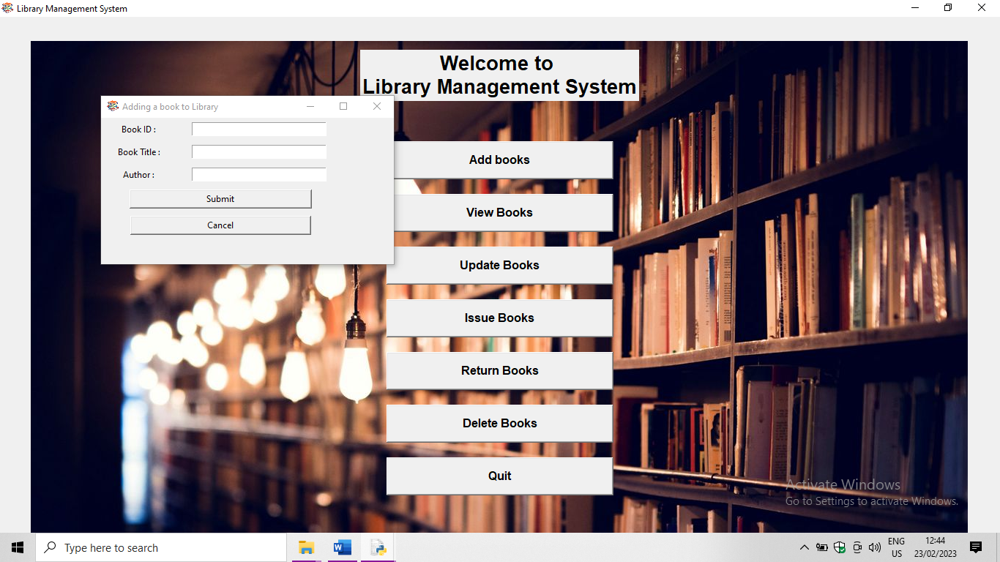 Library Management System
Welcome to
Library Management System
Adding a book to Library
Book ID :
Book Title :
Author :
Submit
Cancel
Add books
View Books
Update Books
Issue Books
Return Books
Delete Books
Quit
Activate Windows
Go to Settings to activate Windows.
Type here to search
ENG
US
12:44
23/02/2023